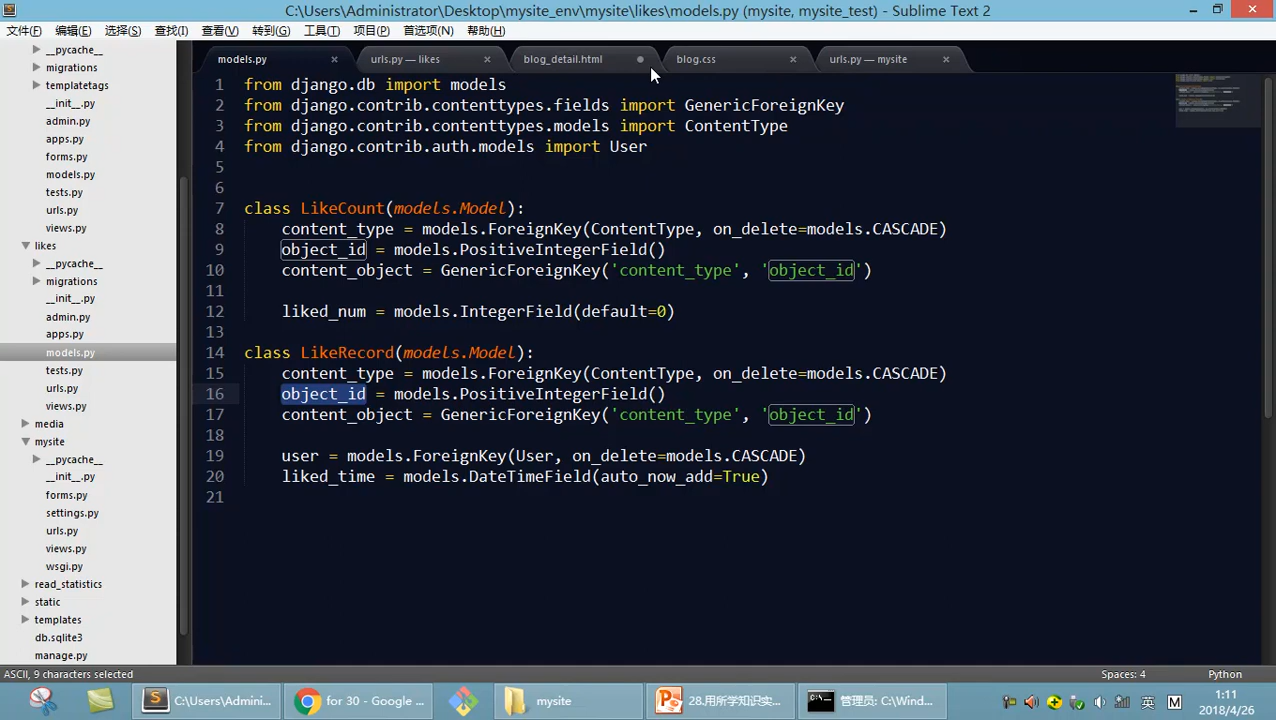 C:\Users\Administrator\Desktop\mysite_env\mysite\likes\models.py (mysite, mysite_test) - Sublime Text 2
文件(F) 编辑(E) 选择(S) 查找(I) 查看(V) 转到(G) 工具(T) 项目(P) 首选项(N) 帮助(H)
models.py
urls.py — likes
blog_detail.html
blog.css
urls.py — mysite
__pycache__
migrations
templatetags
__init__.py
admin.py
apps.py
forms.py
models.py
tests.py
urls.py
views.py
likes
__pycache__
migrations
__init__.py
admin.py
apps.py
models.py
tests.py
urls.py
views.py
media
mysite
__pycache__
__init__.py
forms.py
settings.py
urls.py
views.py
wsgi.py
read_statistics
static
templates
db.sqlite3
manage.py
1 from django.db import models
2 from django.contrib.contenttypes.fields import GenericForeignKey
3 from django.contrib.contenttypes.models import ContentType
4 from django.contrib.auth.models import User
5
6
7 class LikeCount(models.Model):
8 content_type = models.ForeignKey(ContentType, on_delete=models.CASCADE)
9 object_id = models.PositiveIntegerField()
10 content_object = GenericForeignKey('content_type', 'object_id')
11
12 liked_num = models.IntegerField(default=0)
13
14 class LikeRecord(models.Model):
15 content_type = models.ForeignKey(ContentType, on_delete=models.CASCADE)
16 object_id = models.PositiveIntegerField()
17 content_object = GenericForeignKey('content_type', 'object_id')
18
19 user = models.ForeignKey(User, on_delete=models.CASCADE)
20 liked_time = models.DateTimeField(auto_now_add=True)
21
ASCII, 9 characters selected
Spaces: 4
Python
C:\Users\Admini...
for 30 - Google ...
mysite
28.用所学知识实...
管理员: C:\Wind...
英
M
1:11
2018/4/26